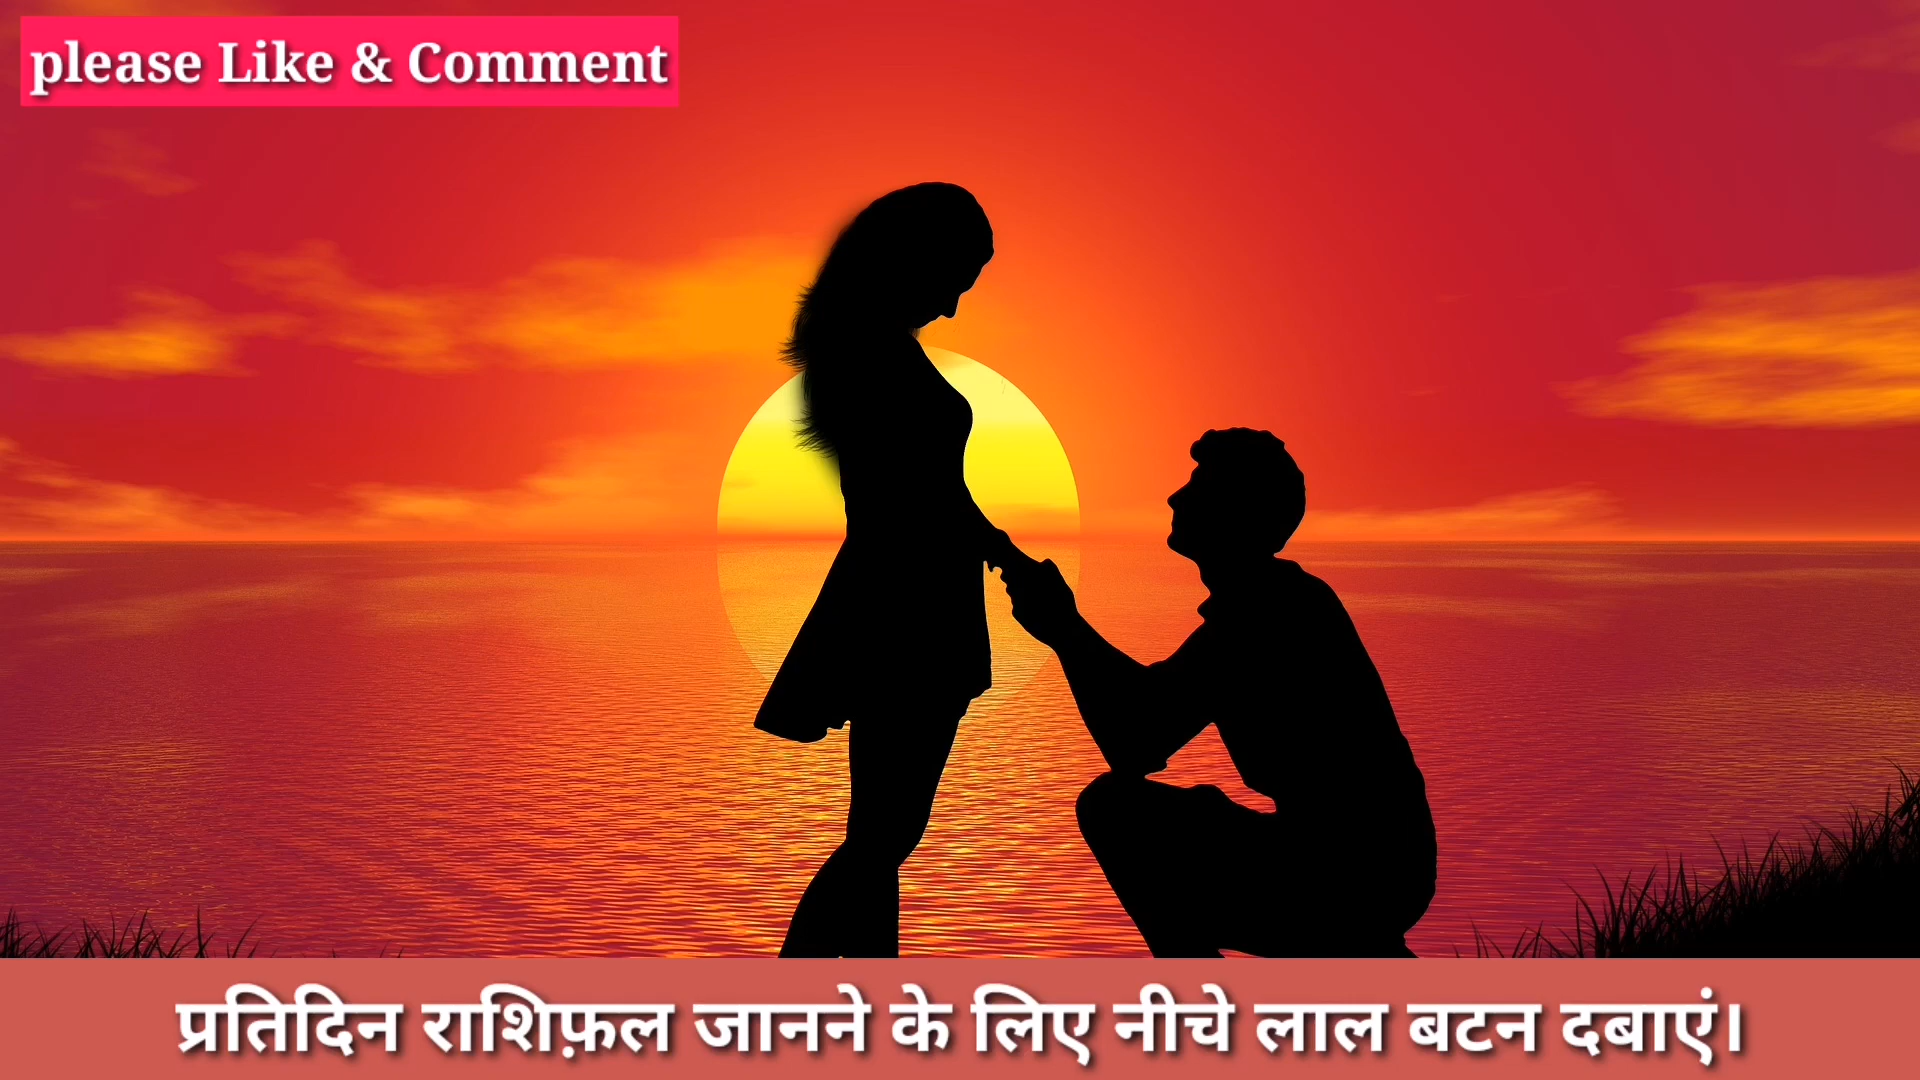 please Like & Comment
प्रतिदिन राशिफ़ल जानने के लिए नीचे लाल बटन दबाएं।